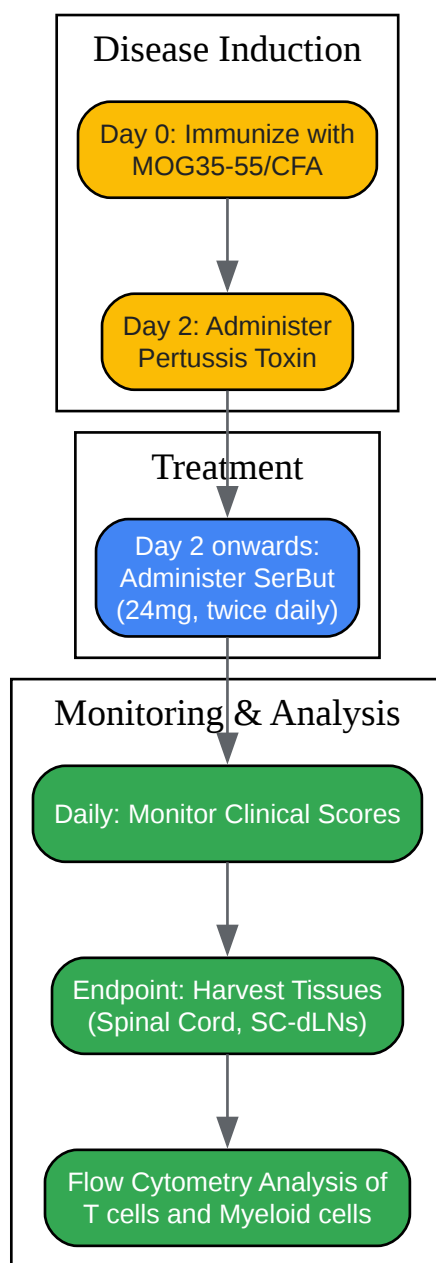 Disease Induction
Day 0: Immunize with
MOG35-55/CFA
Day 2: Administer
Pertussis Toxin
Treatment
Day 2 onwards:
Administer SerBut
(24mg, twice daily)
Monitoring & Analysis
Daily: Monitor Clinical Scores
Endpoint: Harvest Tissues
(Spinal Cord, SC-dLNs)
Flow Cytometry Analysis of
T cells and Myeloid cells